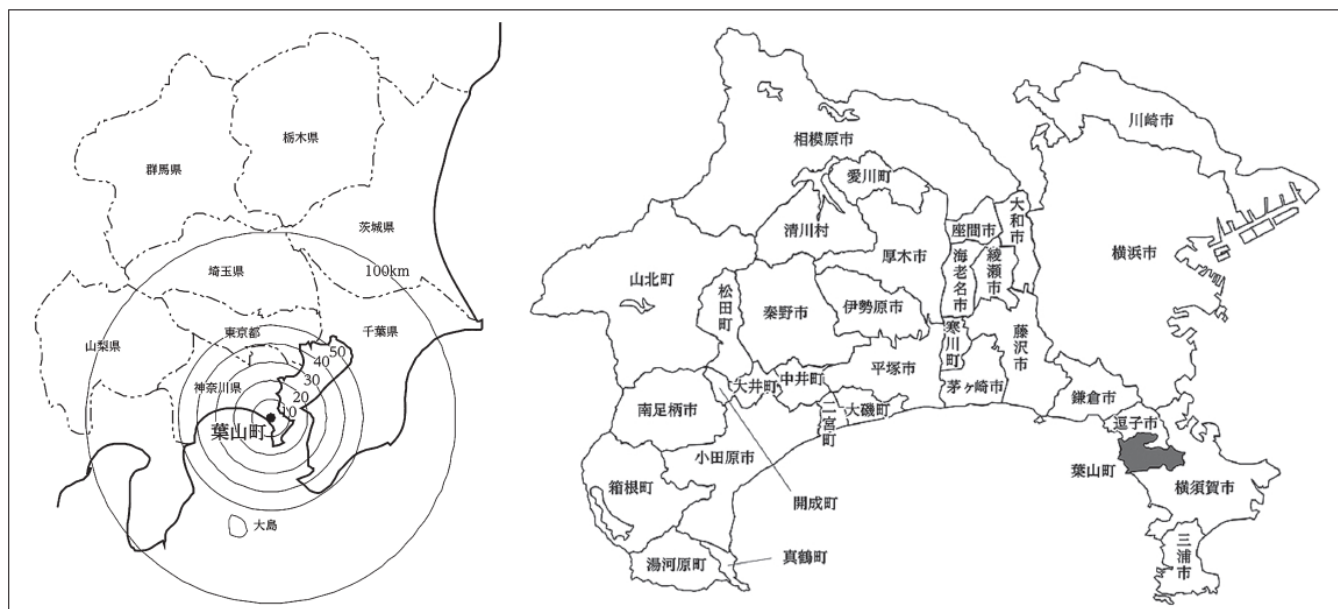 栃木県
群馬県
茨城県
100km
埼玉県
東京都
千葉県
山梨県
50
40
30
神奈川県
20
10
葉山町
大島
川崎市
相模原市
愛川町
大和市
座間市
清川村
横浜市
厚木市
海老名市
綾瀬市
山北町
松田町
秦野市
伊勢原市
寒川町
藤沢市
平塚市
大井町
中井町
茅ヶ崎市
鎌倉市
南足柄市
二宮町
大磯町
逗子市
小田原市
葉山町
箱根町
横須賀市
開成町
三浦市
真鶴町
湯河原町